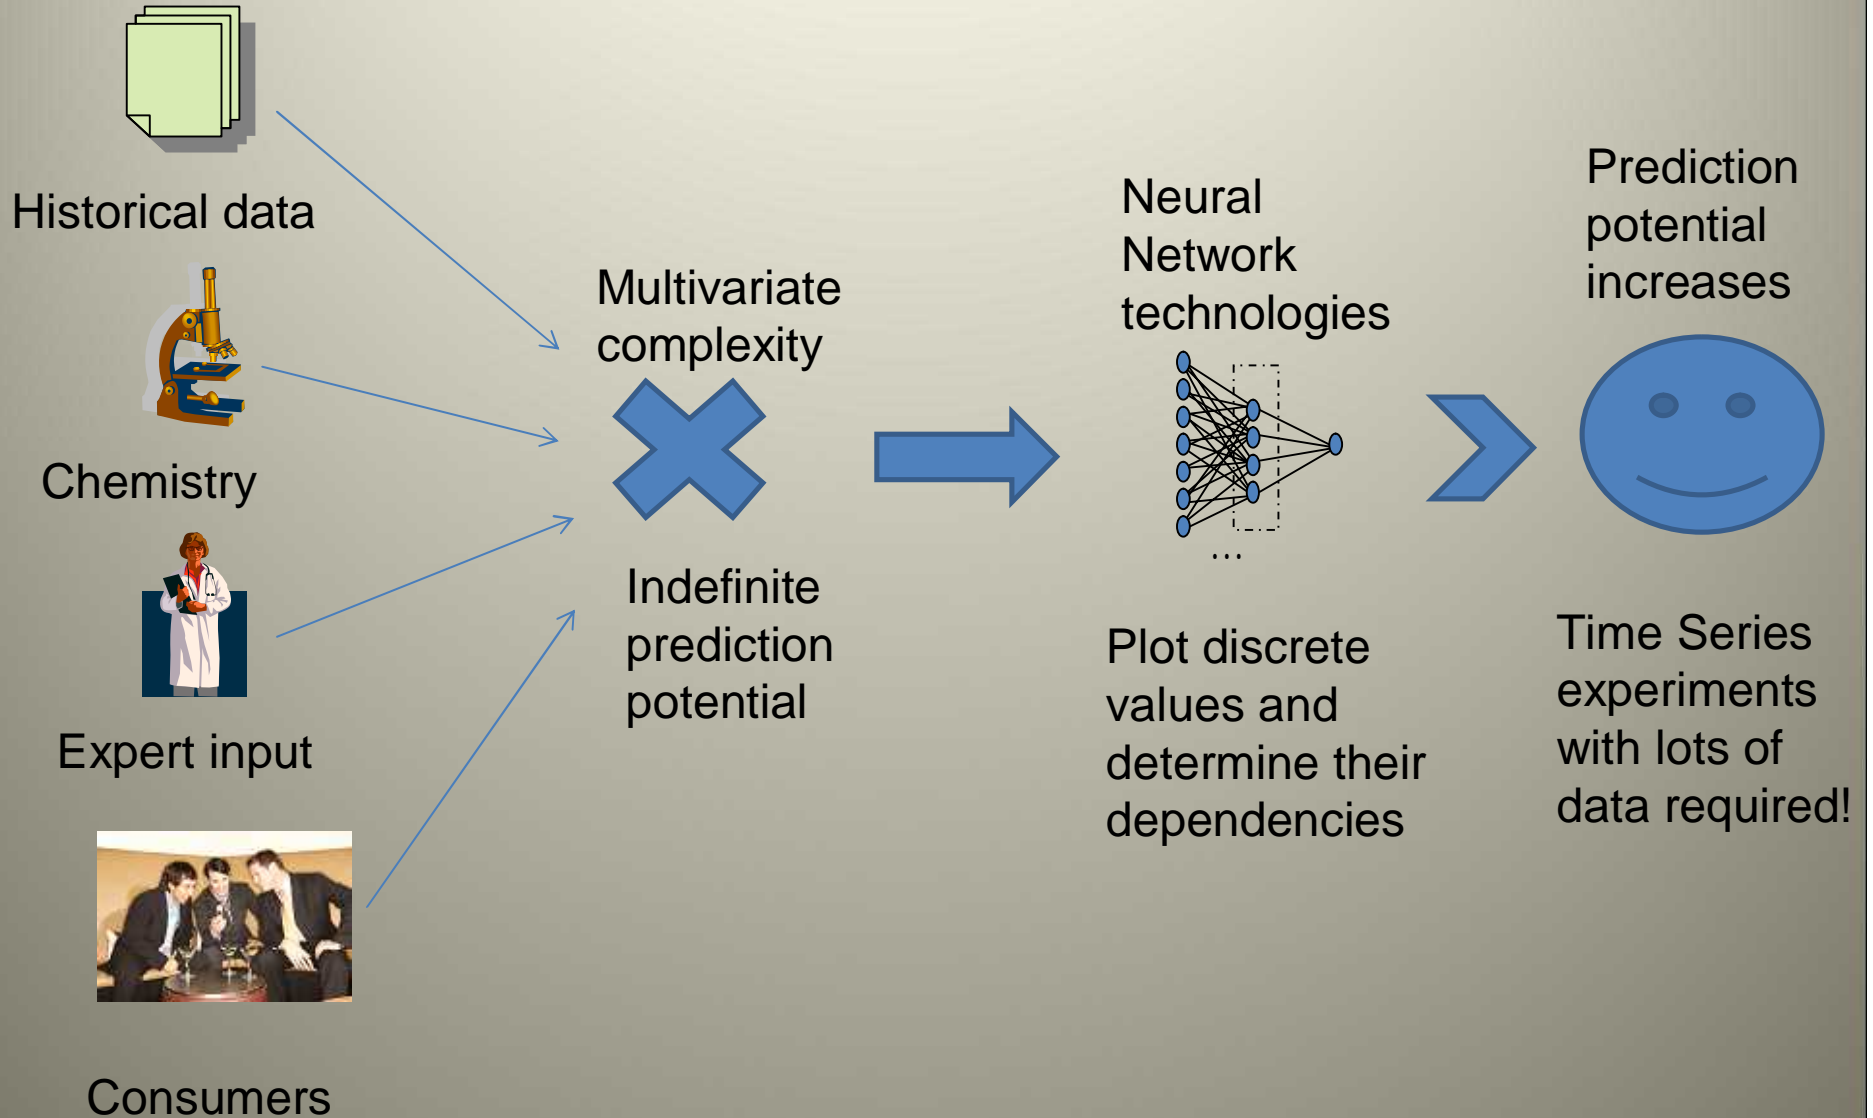 Historical data
Chemistry
Expert input
Consumers
Multivariate
complexity
Indefinite
prediction
potential
Neural
Network
technologies
...
Plot discrete
values and
determine their
dependencies
Prediction
potential
increases
Time Series
experiments
with lots of
data required!